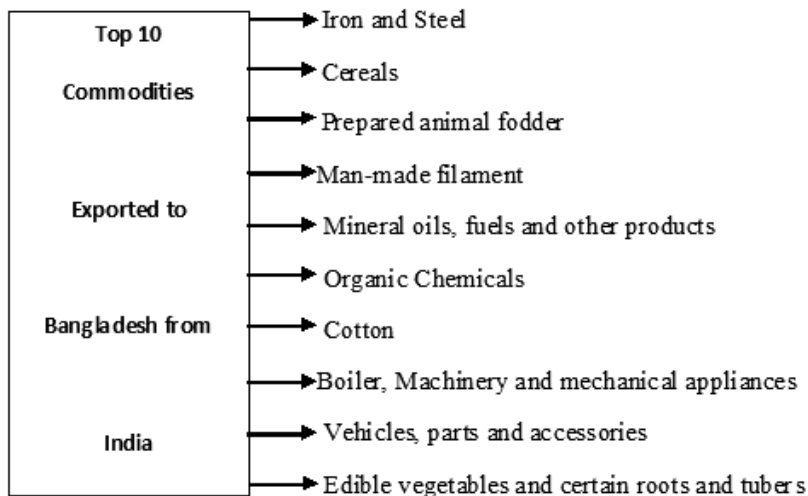 Top 10
Commodities
Exported to
Bangladesh from
India
Iron and Steel
Cereals
Prepared animal fodder
Man-made filament
Mineral oils, fuels and other products
Organic Chemicals
Cotton
Boiler, Machinery and mechanical appliances
Vehicles, parts and accessories
Edible vegetables and certain roots and tubers